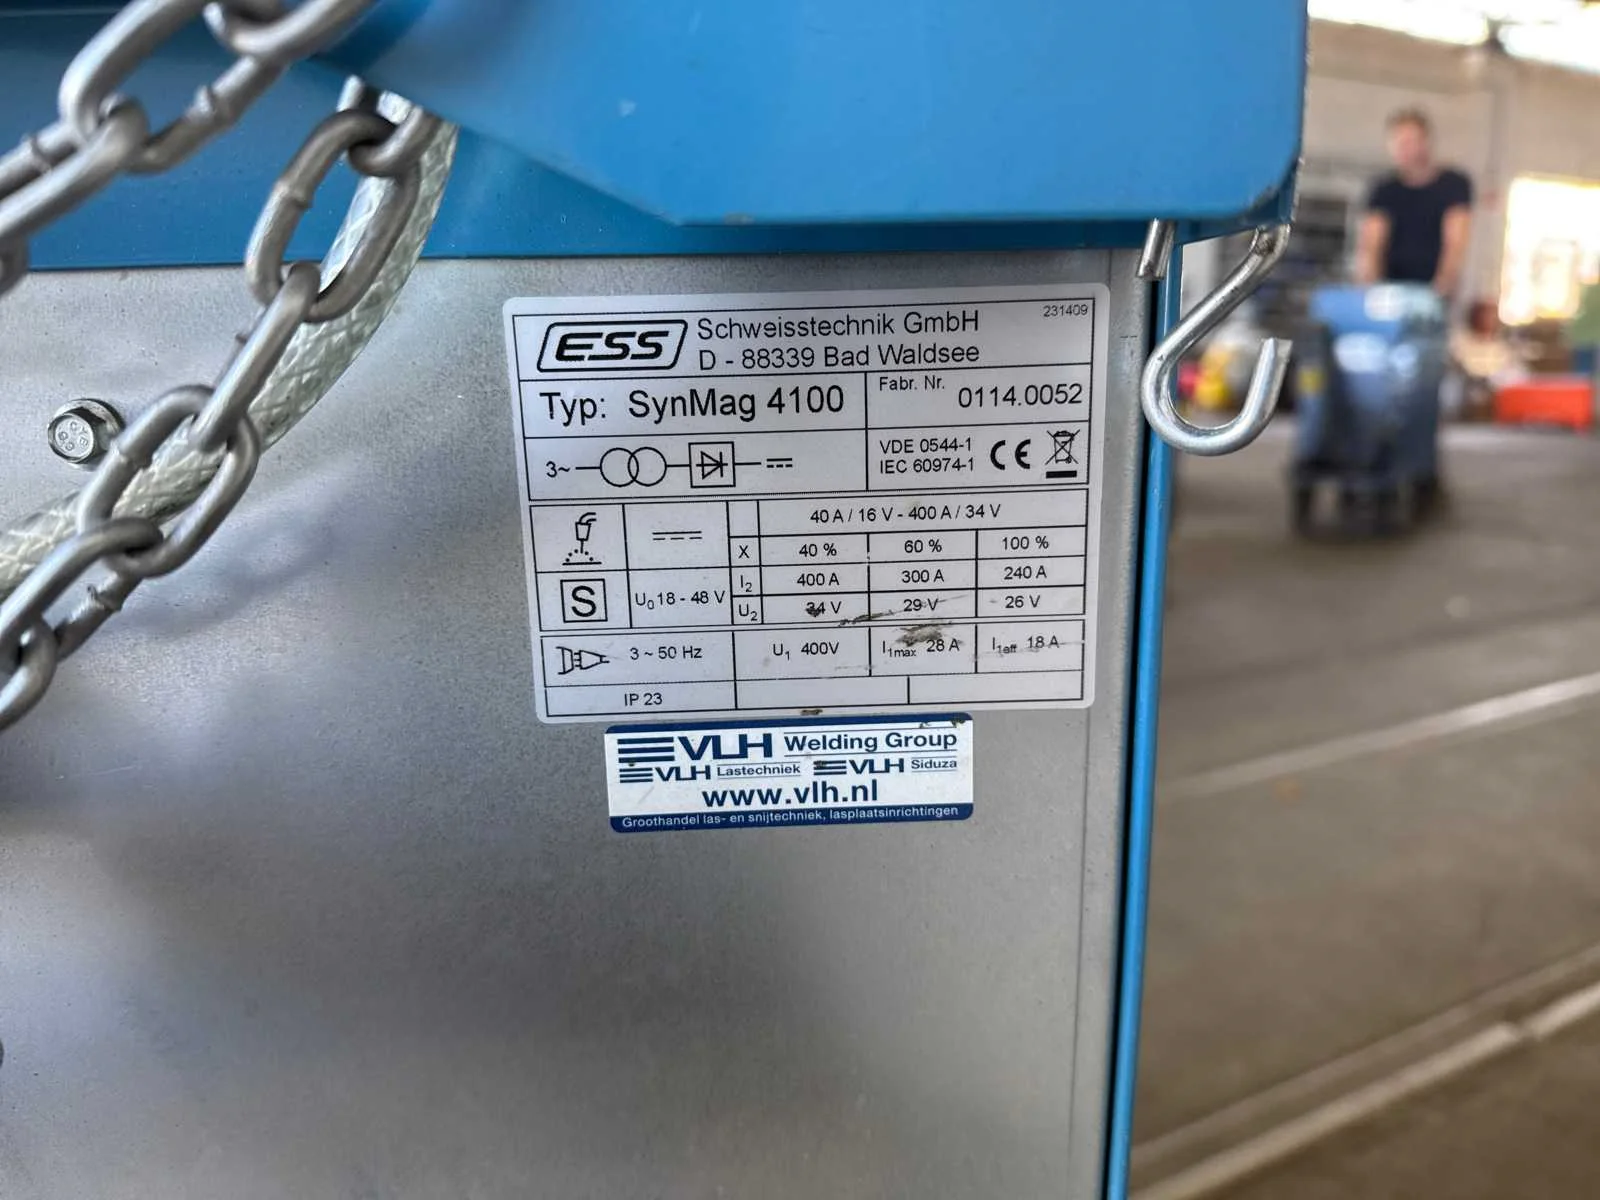 231409
ESS Schweisstechnik GmbH
D - 88339 Bad Waldsee
Typ: SynMag 4100
Fabr. Nr.
0114.0052
3~
VDE 0544-1
IEC 60974-1
CE
40 A / 16 V - 400 A / 34 V
X 40 % 60 % 100 %
I2 400 A 300 A 240 A
S U0 18 - 48 V U2 34 V 29 V 26 V
3 ~ 50 Hz U1 400V I1max 28 A I1eff 18 A
IP 23
VLH Welding Group
VLH Lastechniek VLH Siduza
www.vlh.nl
Groothandel las- en snijtechniek, lasplaatsinrichtingen